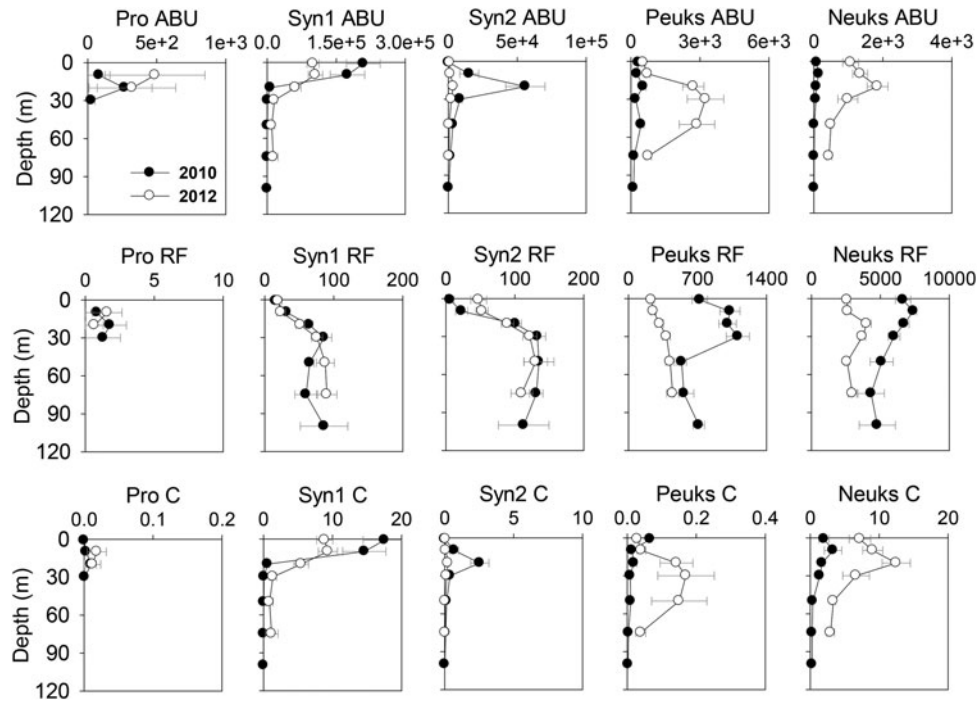 Pro ABU Syn1 ABU Syn2 ABU Peuks ABU Neuks ABU
0 5e+2 1e+3 0.0 1.5e+5 3.0e+5 0 5e+4 1e+5 0 3e+3 6e+3 0 2e+3 4e+3
0
30
60
90
120
Depth (m)
2010
2012
Pro RF Syn1 RF Syn2 RF Peuks RF Neuks RF
0 5 10 0 100 200 0 100 200 0 700 1400 0 5000 10000
0
30
60
90
120
Depth (m)
Pro C Syn1 C Syn2 C Peuks C Neuks C
0.0 0.1 0.2 0 10 20 0 5 10 0.0 0.2 0.4 0 10 20
0
30
60
90
120
Depth (m)